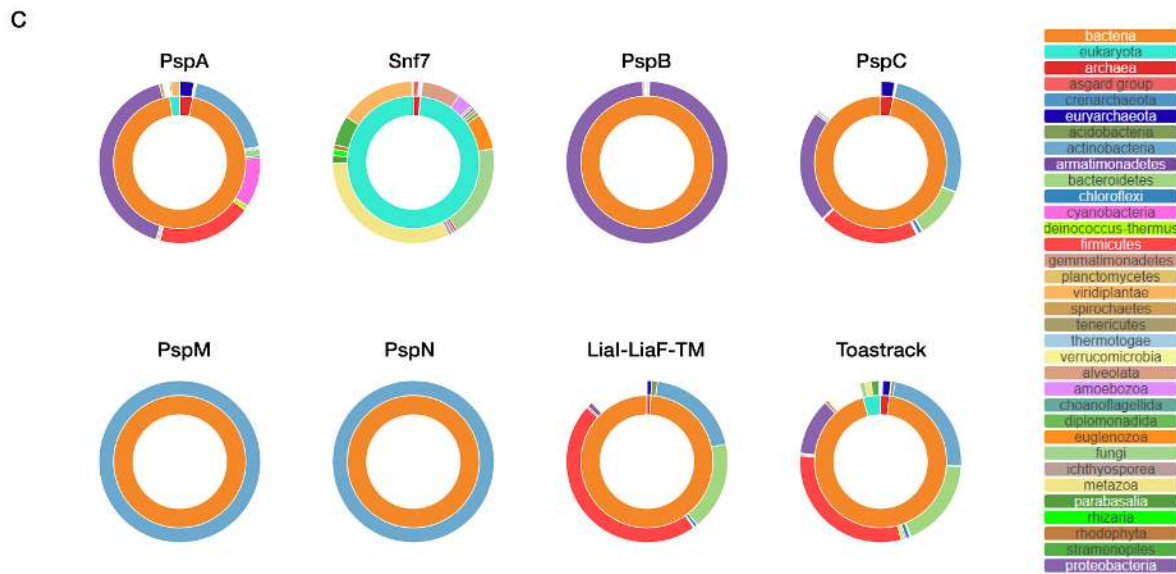 C
PspA
Snf7
PspB
PspC
PspM
PspN
LiaI-LiaF-TM
Toastrack
bacteria
eukaryota
archaea
asgard group
crenarchaeota
euryarchaeota
acidobacteria
actinobacteria
armatimonadetes
bacteroidetes
chloroflexi
cyanobacteria
deinococcus-thermus
firmicutes
gemmatimonadetes
planctomycetes
viridiplantae
spirochaetes
tenericutes
thermotogae
verrucomicrobia
alveolata
amoebozoa
choanoflagellida
diplomonadida
euglenozoa
fungi
ichthyosporea
metazoa
parabasalia
rhizaria
rhodophyta
stramenopiles
proteobacteria